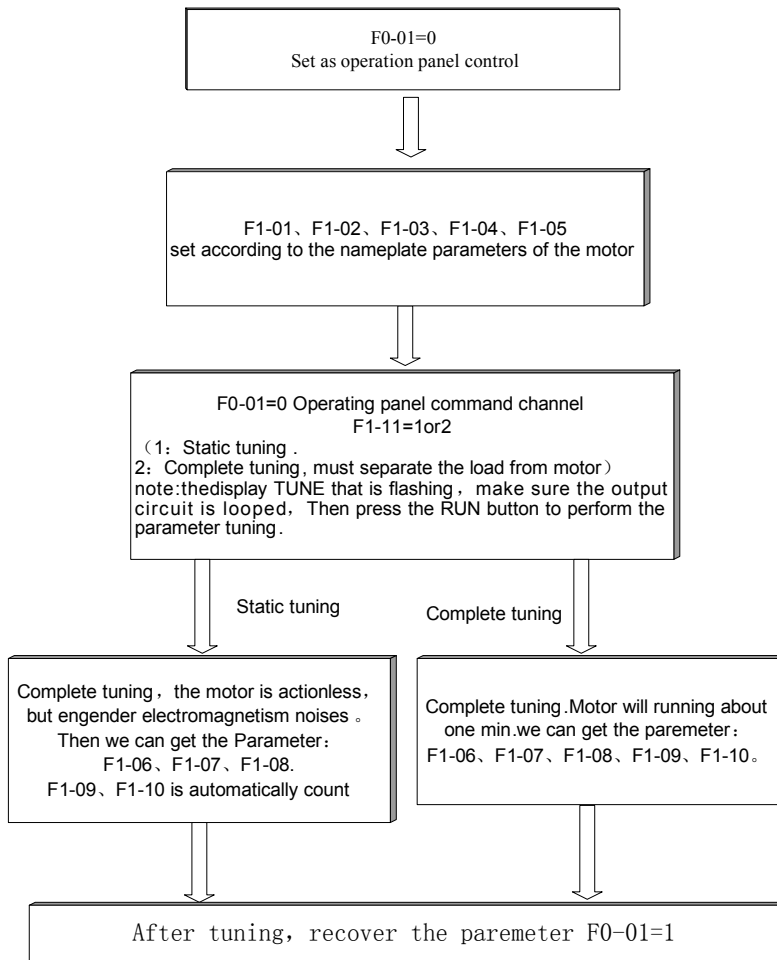 F0-01=0
Set as operation panel control
F1-01、F1-02、F1-03、F1-04、F1-05
set according to the nameplate parameters of the motor
F0-01=0 Operating panel command channel
F1-11=1or2
（1：Static tuning .
2：Complete tuning, must separate the load from motor）
note:thedisplay TUNE that is flashing，make sure the output
circuit is looped，Then press the RUN button to perform the
parameter tuning.
Static tuning
Complete tuning
Complete tuning，the motor is actionless，
but engender electromagnetism noises 。
Then we can get the Parameter：
F1-06、F1-07、F1-08.
F1-09、F1-10 is automatically count
Complete tuning.Motor will running about
one min.we can get the paremeter：
F1-06、F1-07、F1-08、F1-09、F1-10。
After tuning, recover the paremeter F0-01=1